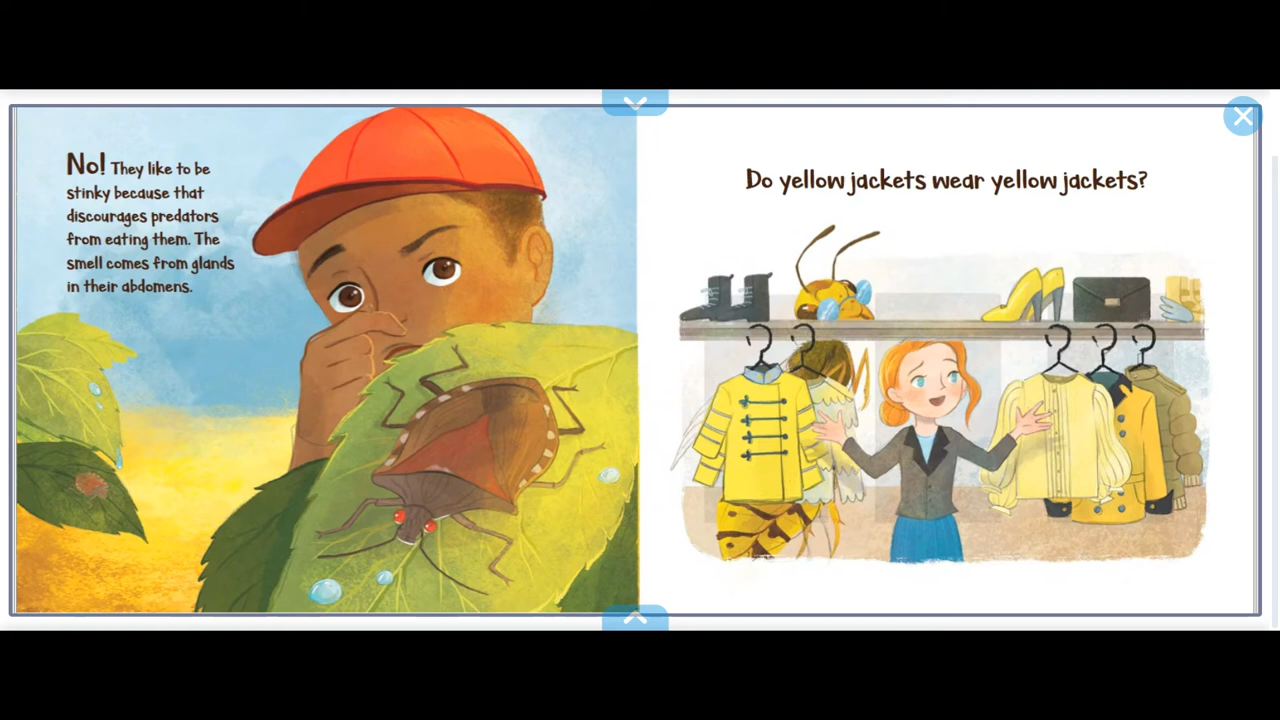 No! They like to be
stinky because that
discourages predators
from eating them. The
smell comes from glands
in their abdomens.
Do yellow jackets wear yellow jackets?